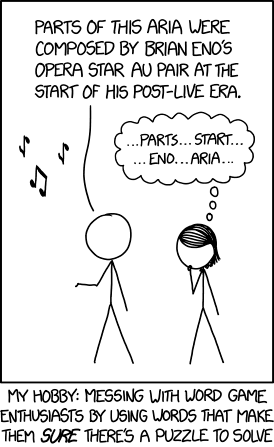 PARTS OF THIS ARIA WERE
COMPOSED BY BRIAN ENO'S
OPERA STAR AU PAIR AT THE
START OF HIS POST-LIVE ERA.
...PARTS...START...
...ENO...ARIA...
MY HOBBY: MESSING WITH WORD GAME
ENTHUSIASTS BY USING WORDS THAT MAKE
THEM SURE THERE'S A PUZZLE TO SOLVE